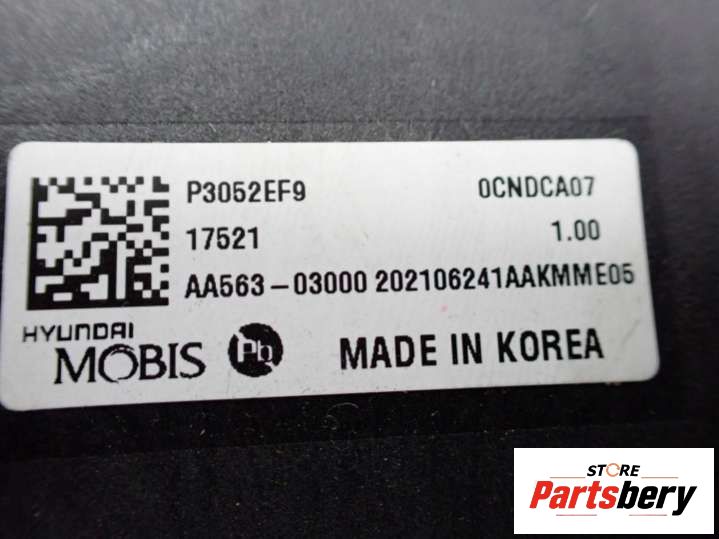 P3052EF9 0CNDCA07
17521 1.00
AA563-03000 202106241AAKMME05
HYUNDAI
MOBIS Pb MADE IN KOREA
STORE
Partsbery